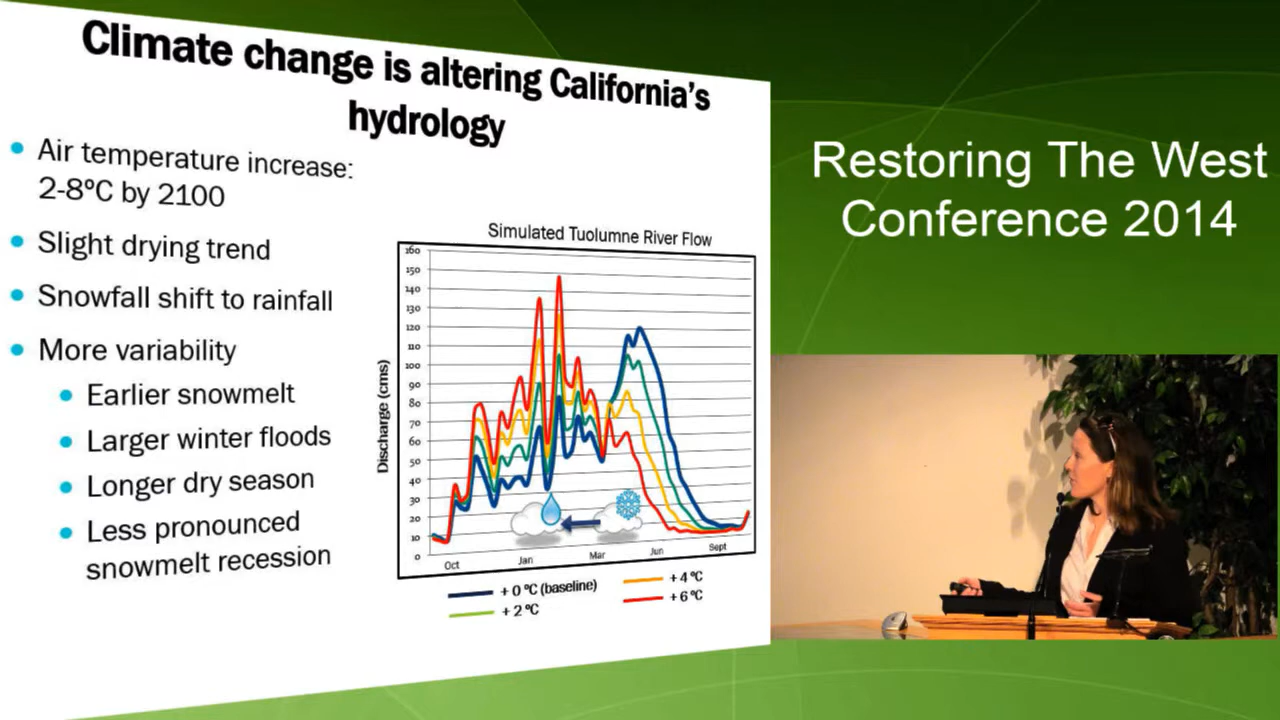 Climate change is altering California's
hydrology
Air temperature increase:
2-8ºC by 2100
Slight drying trend
Snowfall shift to rainfall
More variability
Earlier snowmelt
Larger winter floods
Longer dry season
Less pronounced
snowmelt recession
Simulated Tuolumne River Flow
Discharge (cms)
160
150
140
130
120
110
100
90
80
70
60
50
40
30
20
10
0
Oct
Jan
Mar
Jun
Sept
+ 0 ºC (baseline)
+ 4 ºC
+ 2 ºC
+ 6 ºC
Restoring The West
Conference 2014